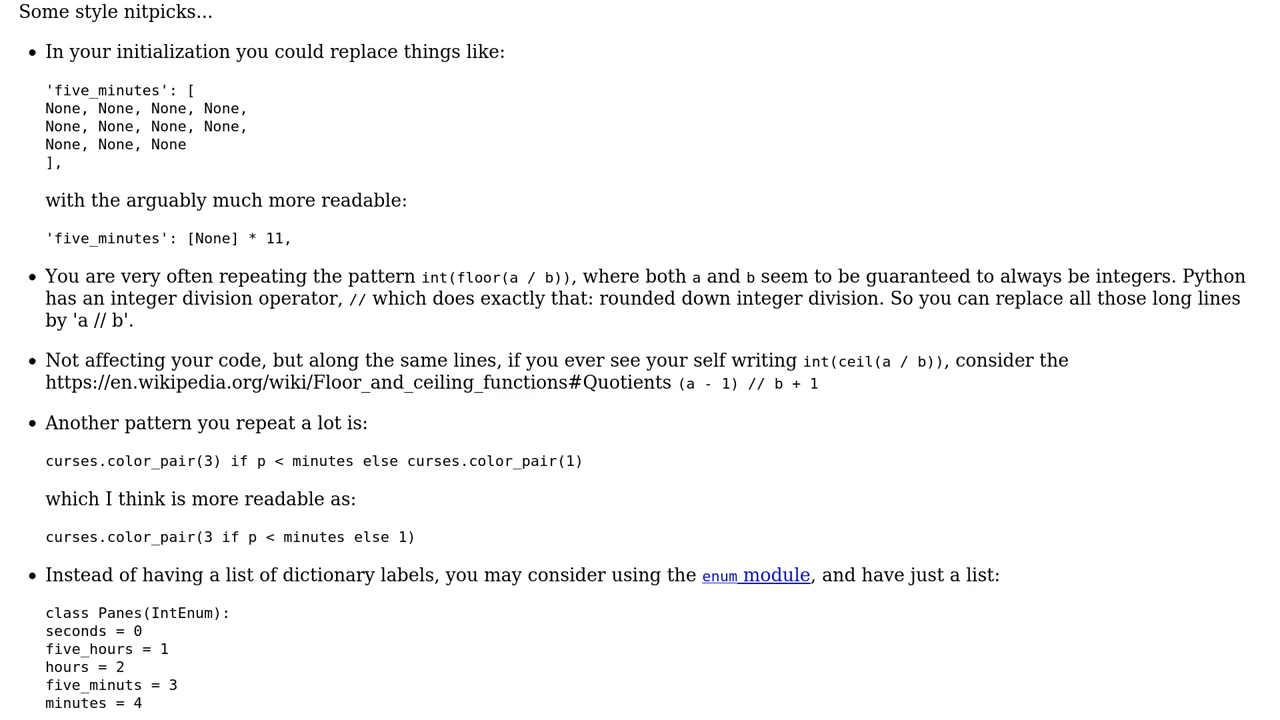 Some style nitpicks...
• In your initialization you could replace things like:
'five_minutes': [
None, None, None, None,
None, None, None, None,
None, None, None
],
with the arguably much more readable:
'five_minutes': [None] * 11,
• You are very often repeating the pattern int(floor(a / b)), where both a and b seem to be guaranteed to always be integers. Python
has an integer division operator, // which does exactly that: rounded down integer division. So you can replace all those long lines
by 'a // b'.
• Not affecting your code, but along the same lines, if you ever see your self writing int(ceil(a / b)), consider the
https://en.wikipedia.org/wiki/Floor_and_ceiling_functions#Quotients (a - 1) // b + 1
• Another pattern you repeat a lot is:
curses.color_pair(3) if p < minutes else curses.color_pair(1)
which I think is more readable as:
curses.color_pair(3 if p < minutes else 1)
• Instead of having a list of dictionary labels, you may consider using the enum module, and have just a list:
class Panes(IntEnum):
seconds = 0
five_hours = 1
hours = 2
five_minuts = 3
minutes = 4